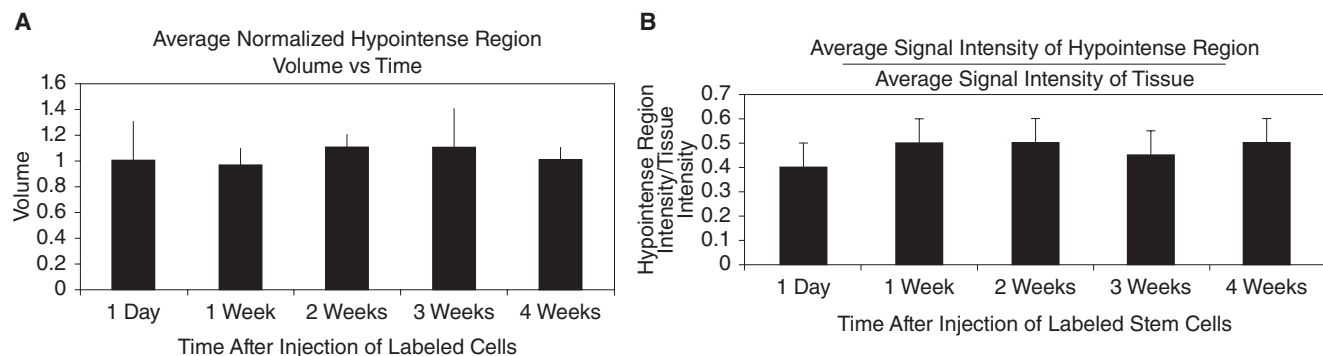 A
Average Normalized Hypointense Region
Volume vs Time
1.6
1.4
1.2
1
0.8
0.6
0.4
0.2
0
Volume
1 Day
1 Week
2 Weeks
3 Weeks
4 Weeks
Time After Injection of Labeled Cells
B
Average Signal Intensity of Hypointense Region
Average Signal Intensity of Tissue
0.7
0.6
0.5
0.4
0.3
0.2
0.1
0
Hypointense Region
Intensity/Tissue
Intensity
1 Day
1 Week
2 Weeks
3 Weeks
4 Weeks
Time After Injection of Labeled Stem Cells